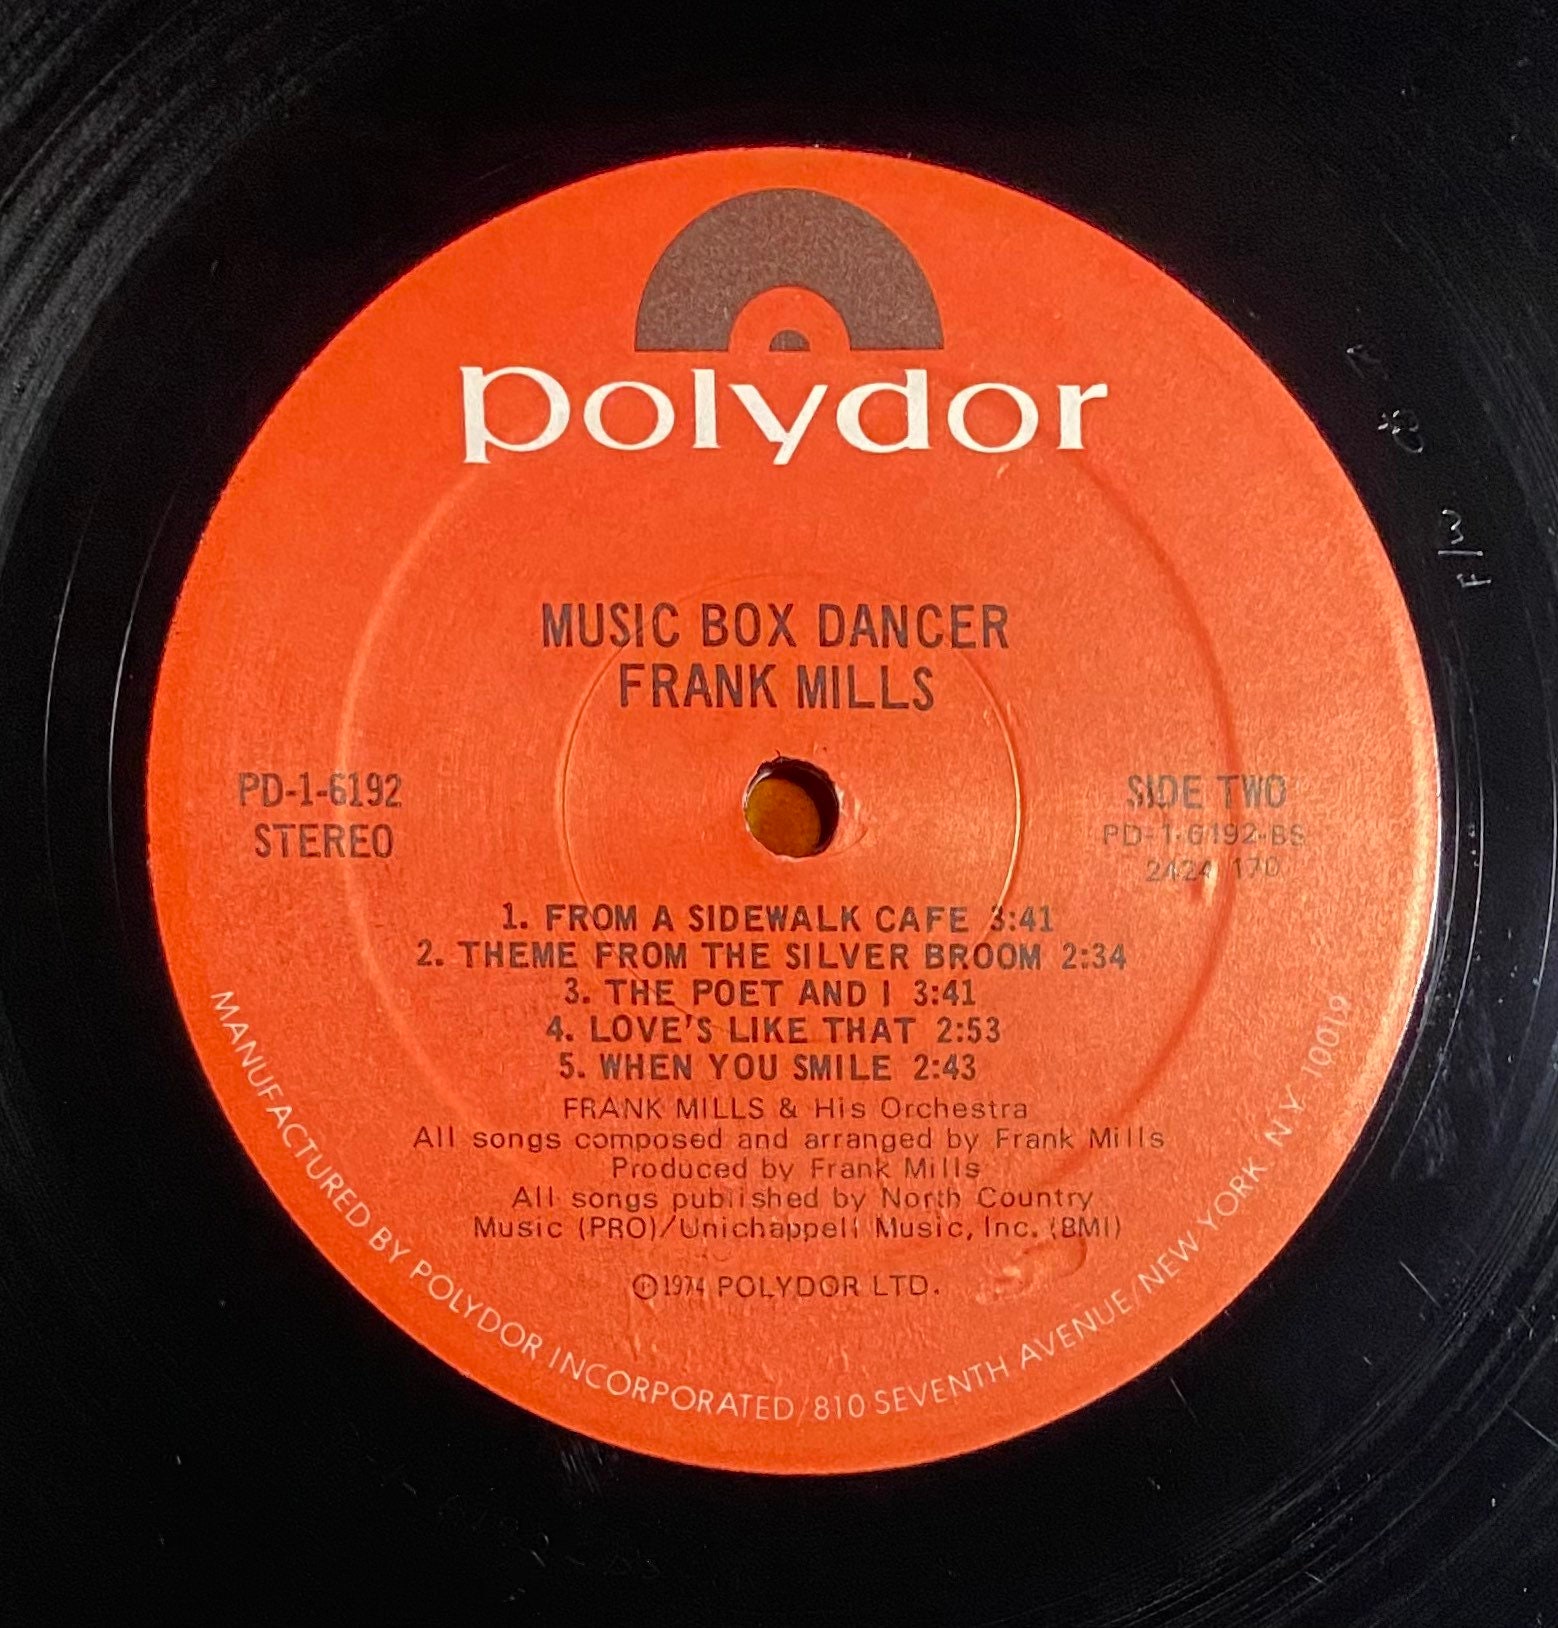 polydor
MUSIC BOX DANCER
FRANK MILLS
PD-1-6192
STEREO
SIDE TWO
PD-1-6192-BS
2424 170
1. FROM A SIDEWALK CAFE 3:41
2. THEME FROM THE SILVER BROOM 2:34
3. THE POET AND I 3:41
4. LOVE'S LIKE THAT 2:53
5. WHEN YOU SMILE 2:43
FRANK MILLS & His Orchestra
All songs composed and arranged by Frank Mills
Produced by Frank Mills
All songs published by North Country
Music (PRO)/Unichappell Music, Inc. (BMI)
℗1974 POLYDOR LTD.
MANUFACTURED BY POLYDOR INCORPORATED/810 SEVENTH AVENUE/NEW YORK N.Y. 10019